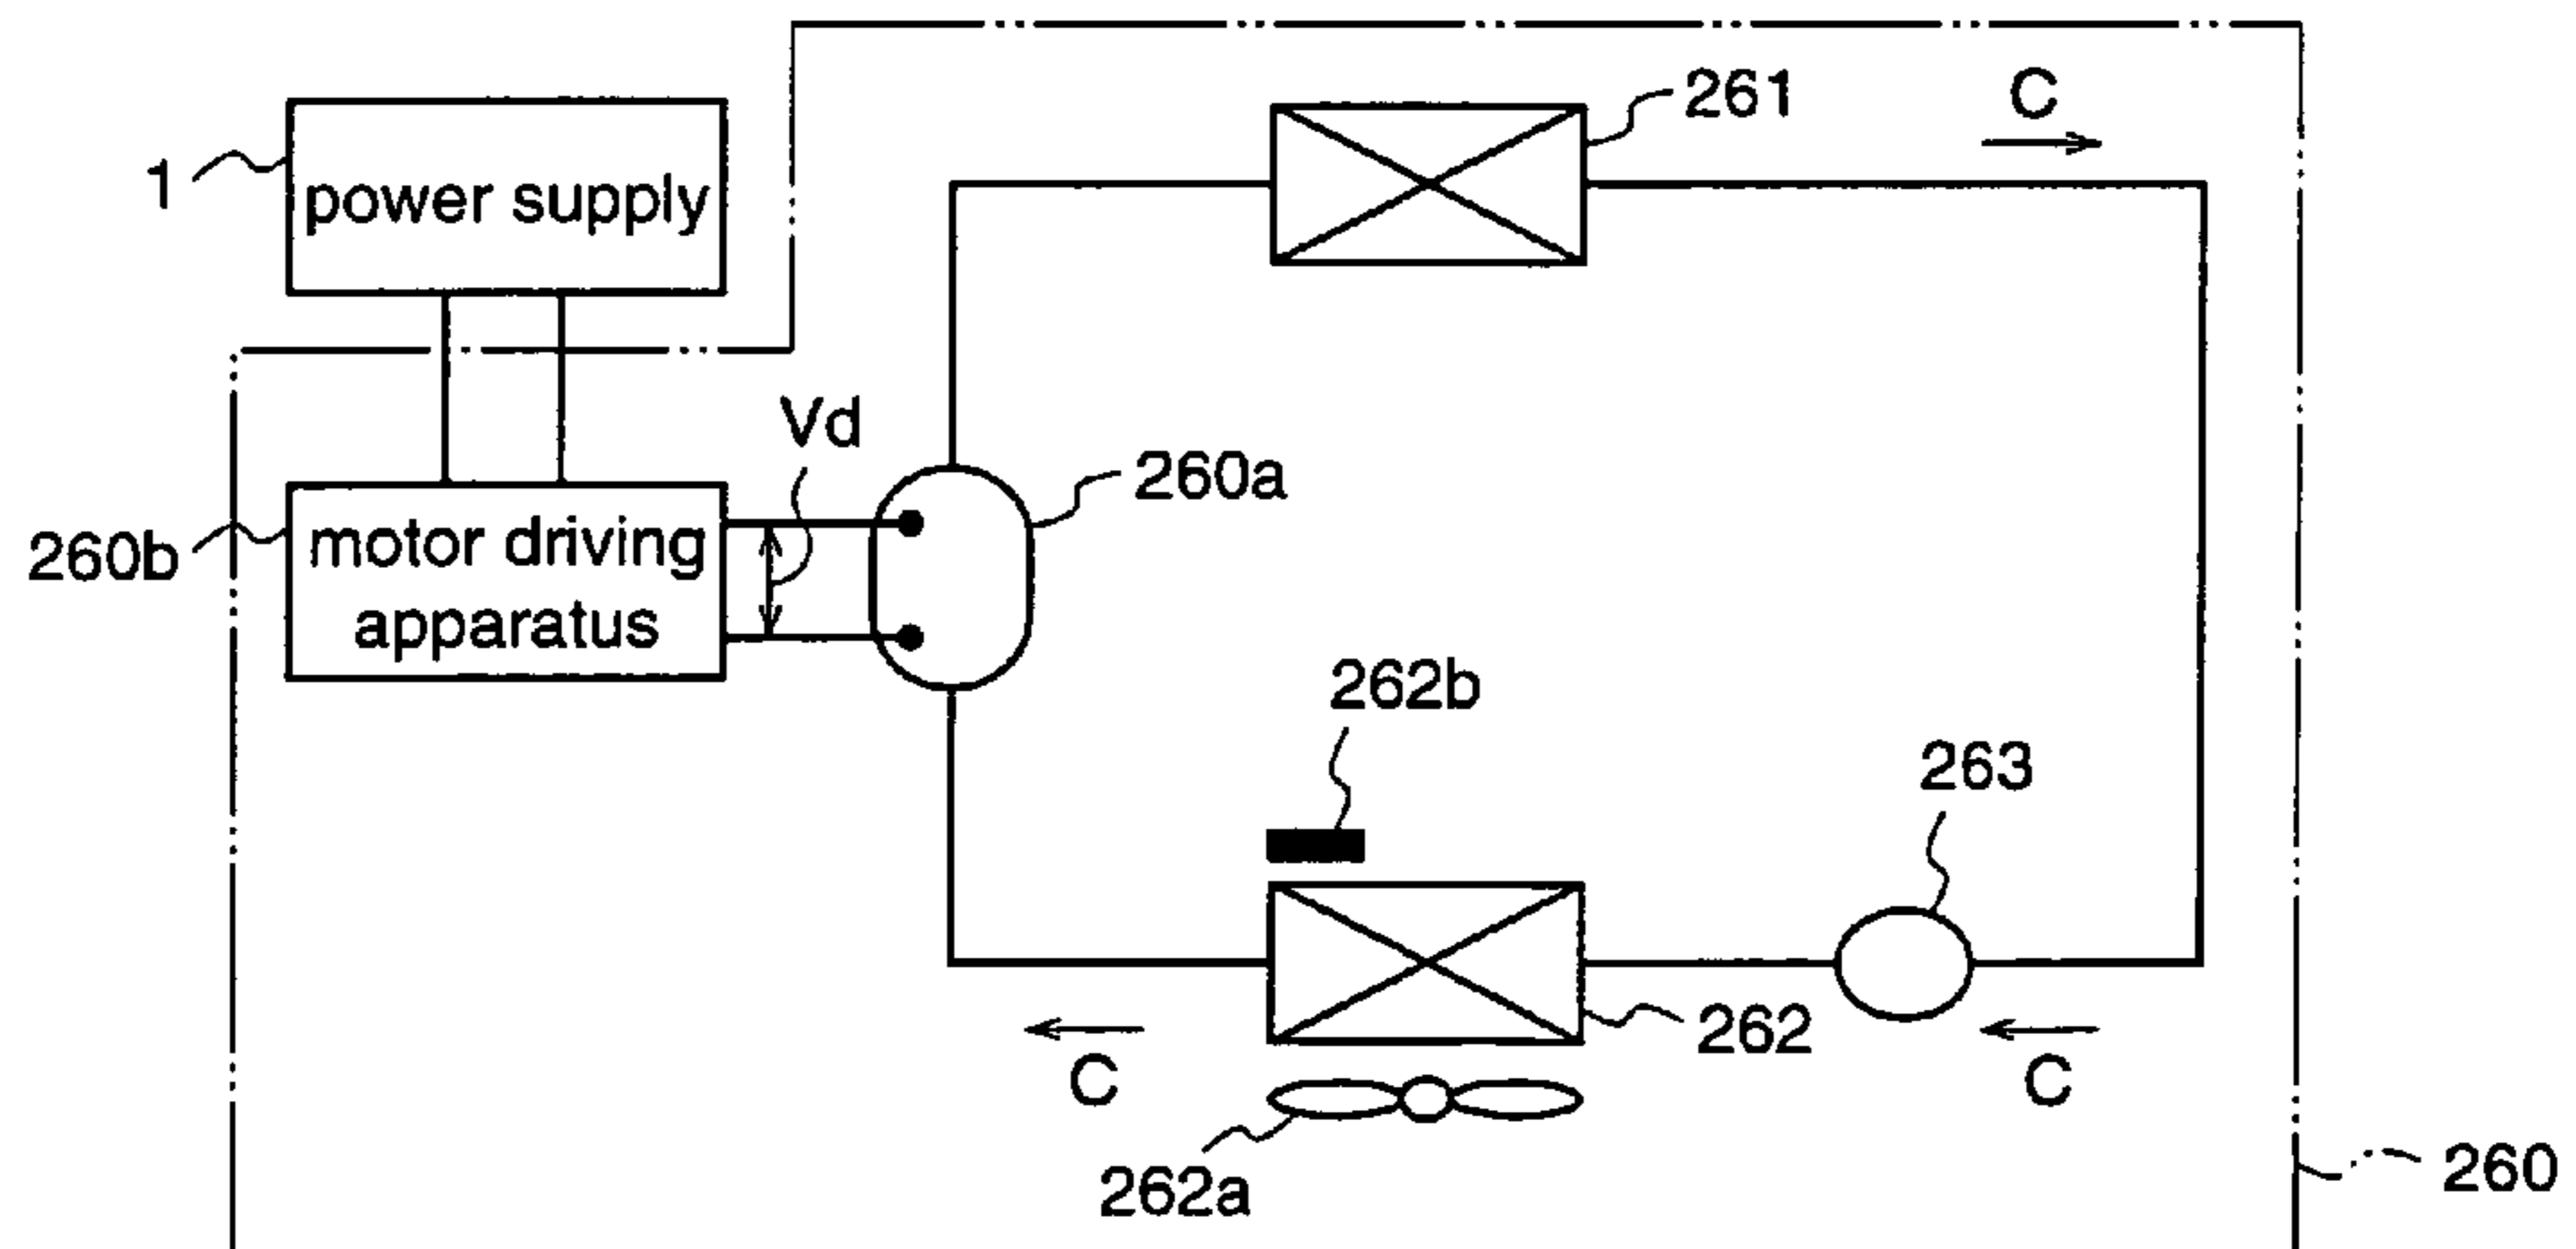 261
C
1
power supply
Vd
260a
260b
motor driving
apparatus
262b
263
262
C
C
262a
260